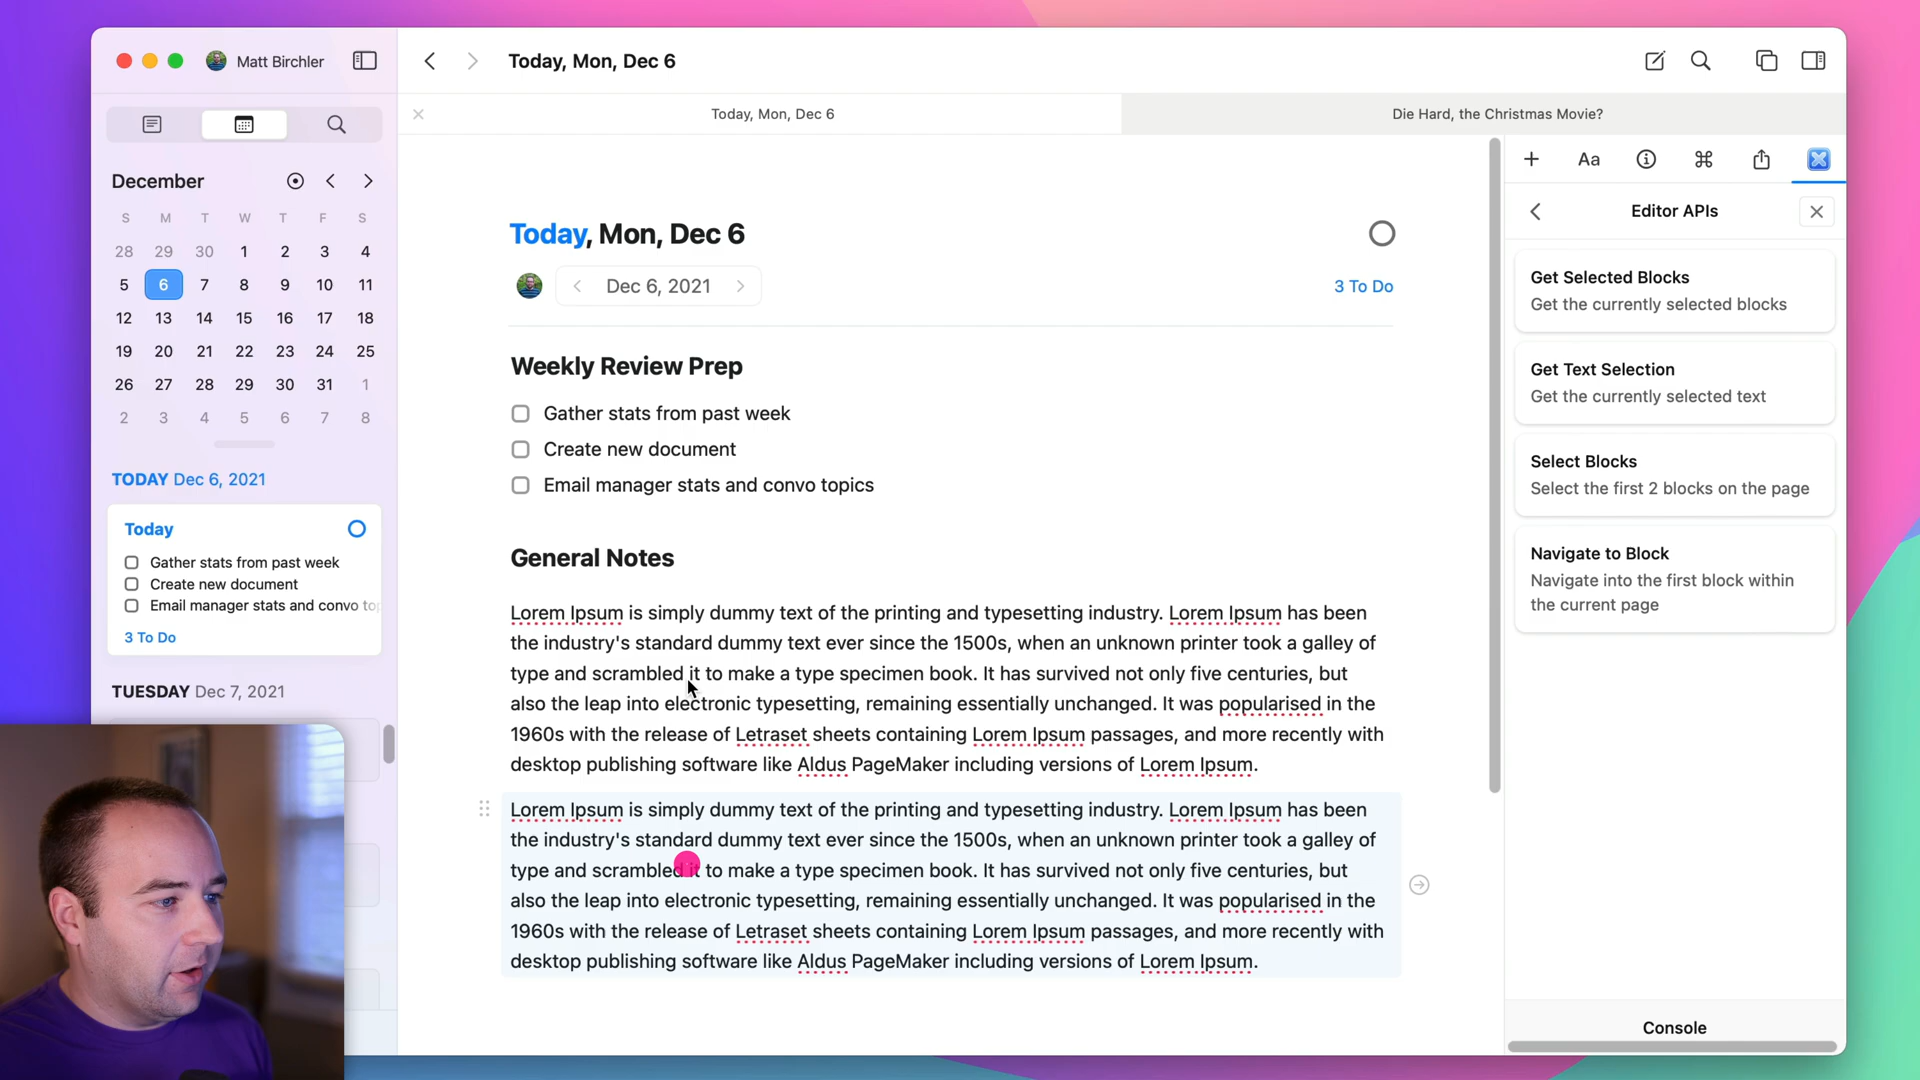 Matt Birchler
Today, Mon, Dec 6
Today, Mon, Dec 6
Die Hard, the Christmas Movie?
December
S M T W T F S
28 29 30 1 2 3 4
5 6 7 8 9 10 11
12 13 14 15 16 17 18
19 20 21 22 23 24 25
26 27 28 29 30 31 1
2 3 4 5 6 7 8
TODAY Dec 6, 2021
Today
Gather stats from past week
Create new document
Email manager stats and convo to
3 To Do
TUESDAY Dec 7, 2021
Today, Mon, Dec 6
Dec 6, 2021
3 To Do
Weekly Review Prep
Gather stats from past week
Create new document
Email manager stats and convo topics
General Notes
Lorem Ipsum is simply dummy text of the printing and typesetting industry. Lorem Ipsum has been
the industry's standard dummy text ever since the 1500s, when an unknown printer took a galley of
type and scrambled it to make a type specimen book. It has survived not only five centuries, but
also the leap into electronic typesetting, remaining essentially unchanged. It was popularised in the
1960s with the release of Letraset sheets containing Lorem Ipsum passages, and more recently with
desktop publishing software like Aldus PageMaker including versions of Lorem Ipsum.
Lorem Ipsum is simply dummy text of the printing and typesetting industry. Lorem Ipsum has been
the industry's standard dummy text ever since the 1500s, when an unknown printer took a galley of
type and scrambled it to make a type specimen book. It has survived not only five centuries, but
also the leap into electronic typesetting, remaining essentially unchanged. It was popularised in the
1960s with the release of Letraset sheets containing Lorem Ipsum passages, and more recently with
desktop publishing software like Aldus PageMaker including versions of Lorem Ipsum.
Aa
Editor APIs
Get Selected Blocks
Get the currently selected blocks
Get Text Selection
Get the currently selected text
Select Blocks
Select the first 2 blocks on the page
Navigate to Block
Navigate into the first block within
the current page
Console